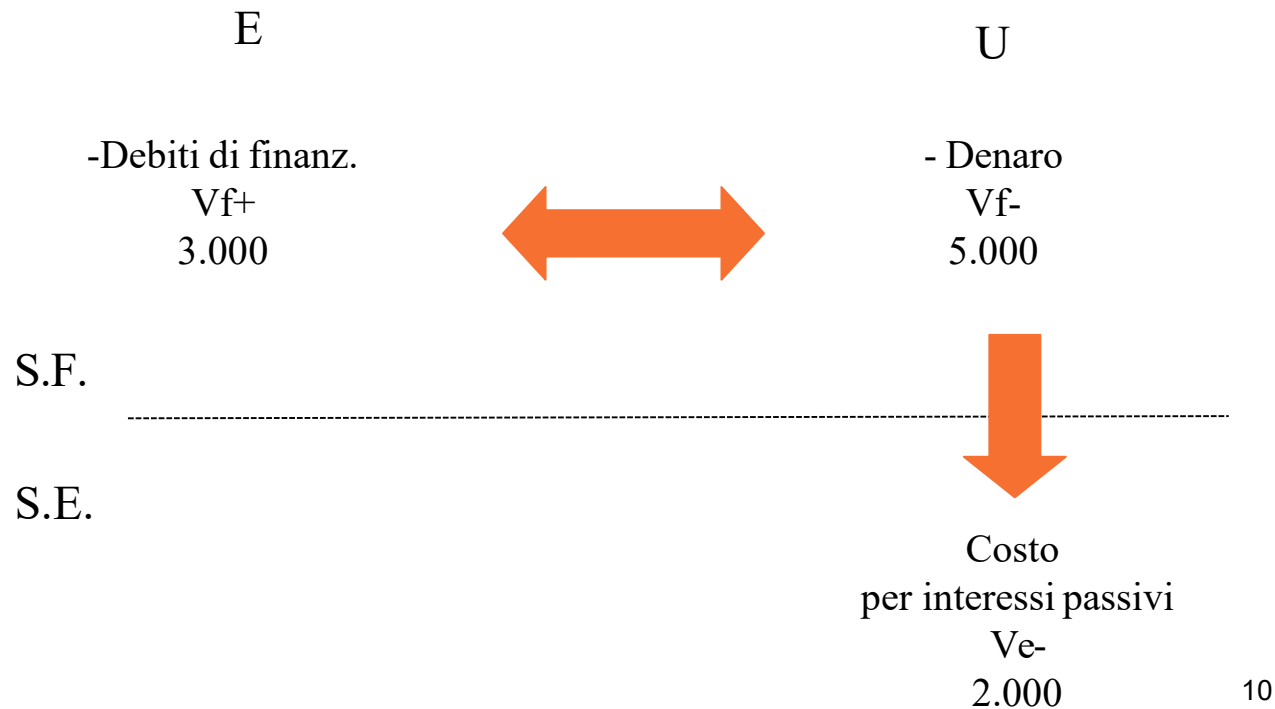 E
U
-Debiti di finanz.
Vf+
3.000
- Denaro
Vf-
5.000
S.F.
S.E.
Costo
per interessi passivi
Ve-
2.000
10